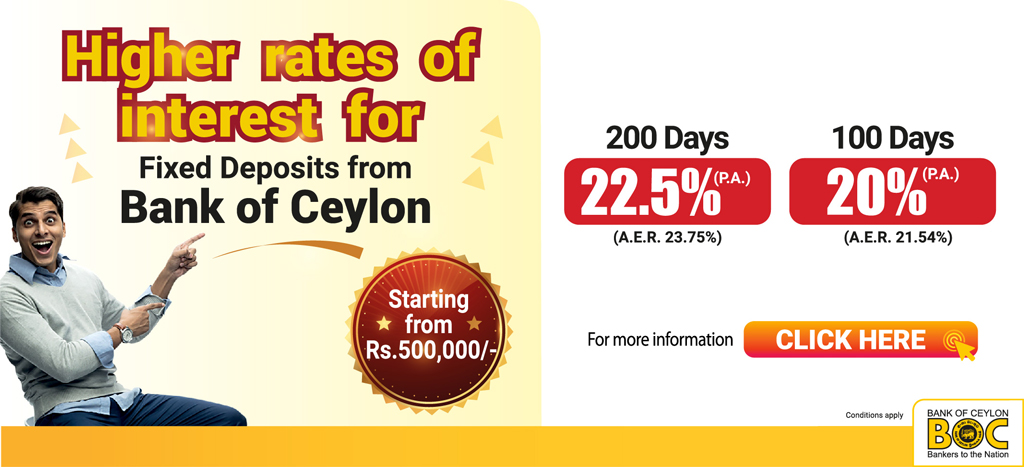 Higher rates of
interest for
Fixed Deposits from
Bank of Ceylon
Starting
from
Rs.500,000/-
200 Days
22.5% (P.A.)
(A.E.R. 23.75%)
100 Days
20% (P.A.)
(A.E.R. 21.54%)
For more information
CLICK HERE
Conditions apply
BANK OF CEYLON
BOC
Bankers to the Nation